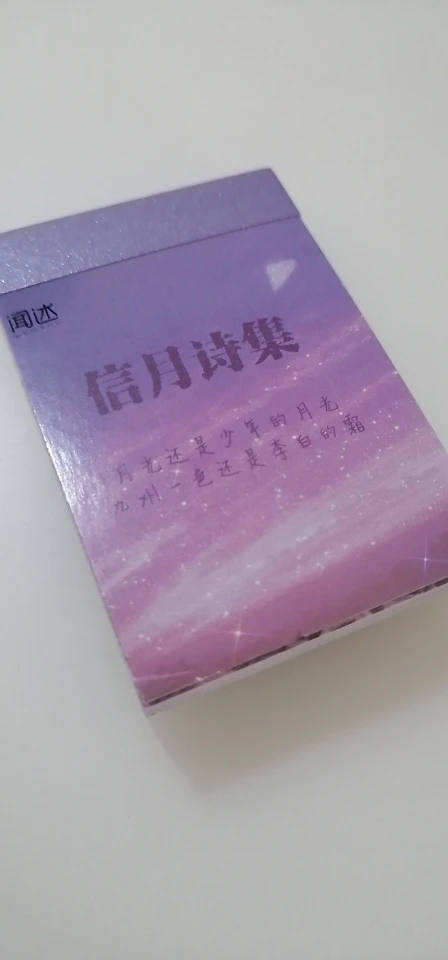 闻述
信月诗集
月光还是少年的月光
九州一色还是李白的霜